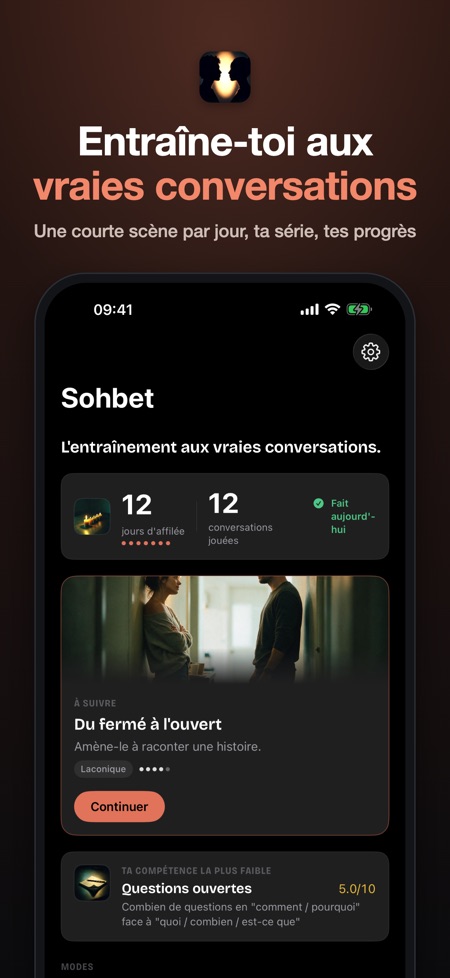 Entraîne-toi aux
vraies conversations
Une courte scène par jour, ta série, tes progrès
09:41
Sohbet
L'entraînement aux vraies conversations.
12
jours d'affilée
12
conversations
jouées
Fait
aujourd'-
hui
À SUIVRE
Du fermé à l'ouvert
Amène-le à raconter une histoire.
Laconique
Continuer
TA COMPÉTENCE LA PLUS FAIBLE
Questions ouvertes
5.0/10
Combien de questions en "comment / pourquoi"
face à "quoi / combien / est-ce que"
MODES